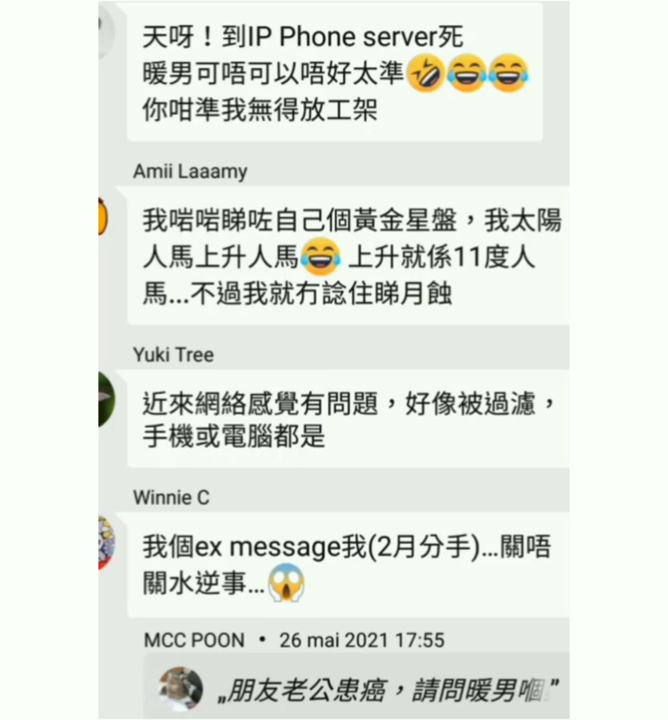 天呀！到IP Phone server死
暖男可唔可以唔好太準🤣😂😂
你咁準我無得放工架
Amii Laaamy
我啱啱睇咗自己個黃金星盤，我太陽
人馬上升人馬😂 上升就係11度人
馬...不過我就冇諗住睇月蝕
Yuki Tree
近來網絡感覺有問題，好像被過濾，
手機或電腦都是
Winnie C
我個ex message我(2月分手)...關唔
關水逆事...😱
MCC POON • 26 mai 2021 17:55
„朋友老公患癌，請問暖男嗰”